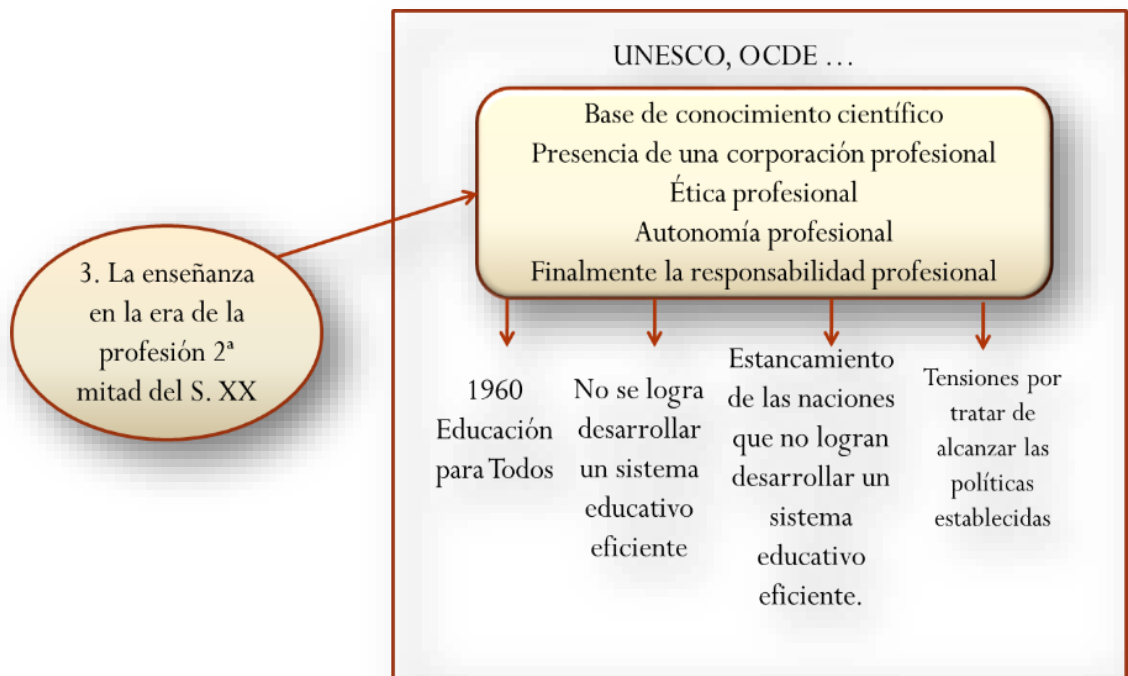 UNESCO, OCDE ...
Base de conocimiento científico
Presencia de una corporación profesional
Ética profesional
Autonomía profesional
Finalmente la responsabilidad profesional
3. La enseñanza
en la era de la
profesión 2ª
mitad del S. XX
1960
Educación
para Todos
No se logra
desarrollar
un sistema
educativo
eficiente
Estancamiento
de las naciones
que no logran
desarrollar un
sistema
educativo
eficiente.
Tensiones por
tratar de
alcanzar las
políticas
establecidas